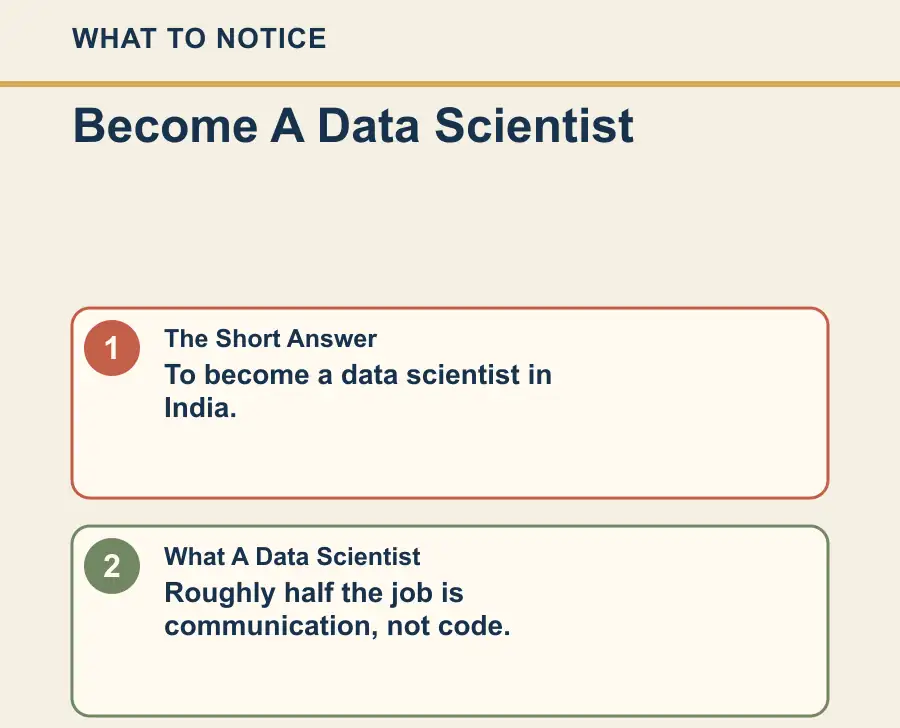 WHAT TO NOTICE
Become A Data Scientist
1
The Short Answer
To become a data scientist in
India.
2
What A Data Scientist
Roughly half the job is
communication, not code.